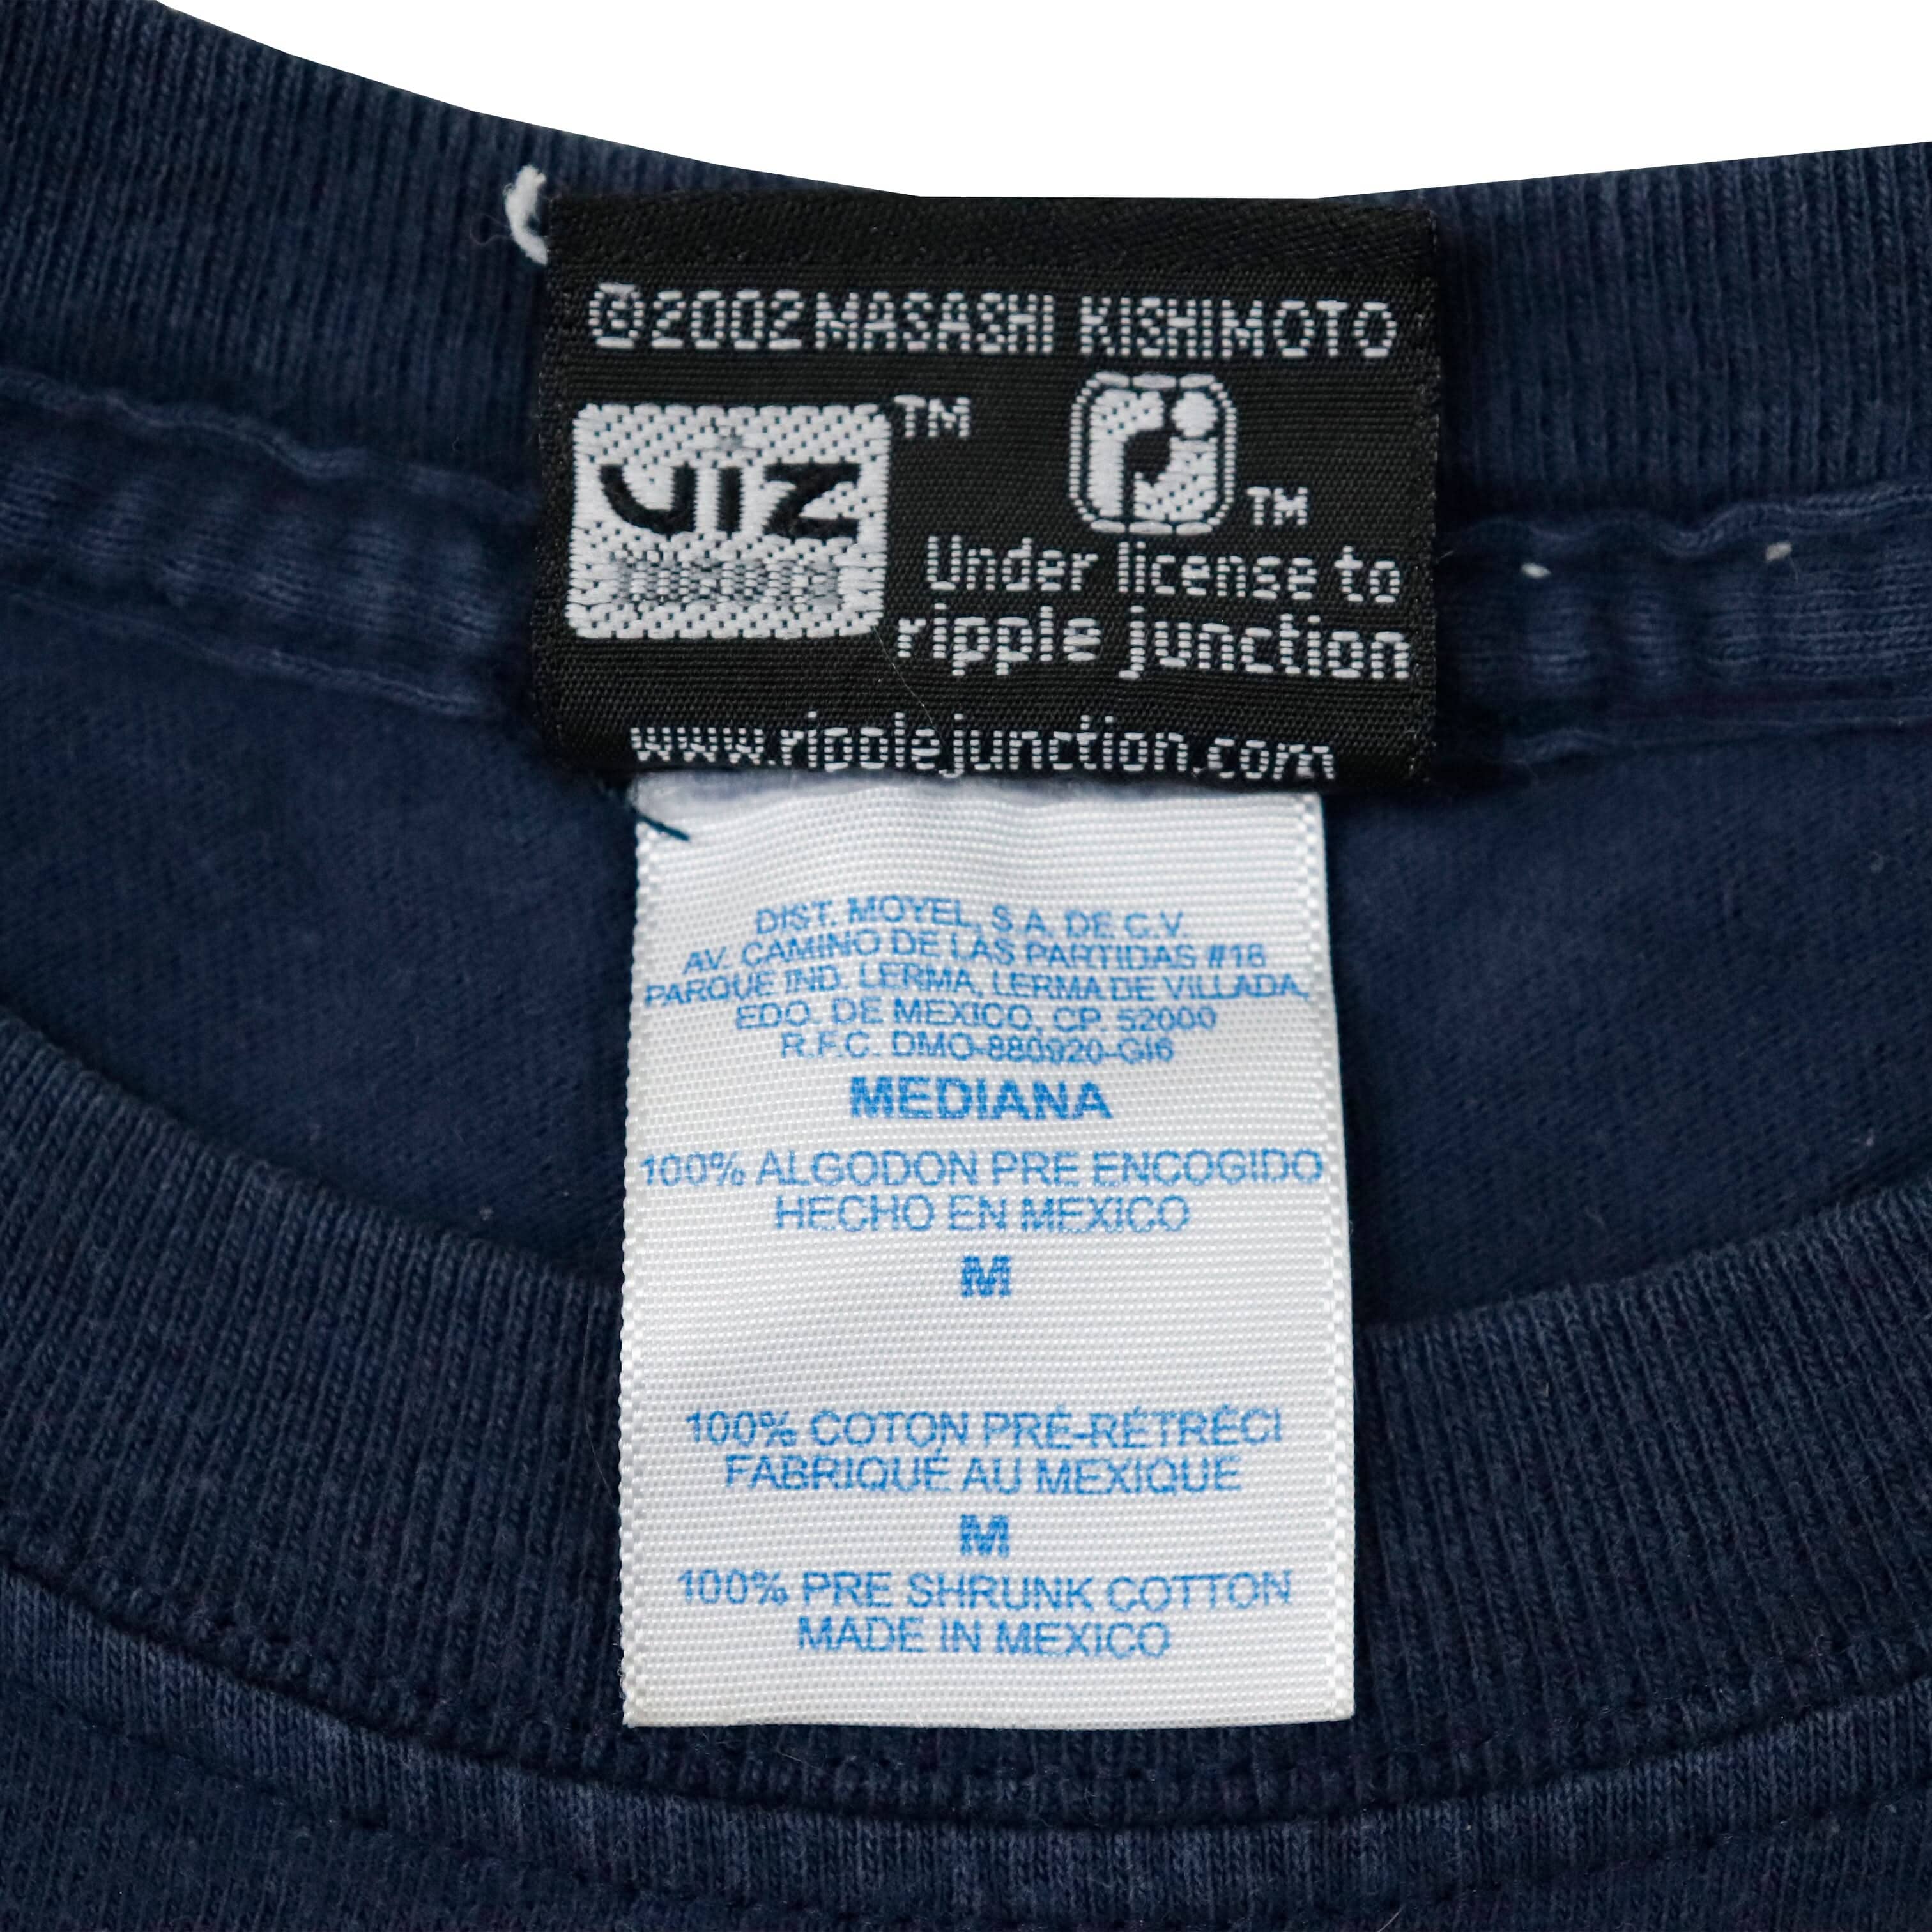 ©2002 MASASHI KISHIMOTO
VIZ TM
TM
Under license to
ripple junction
www.ripplejunction.com
DIST. MOYEL, S A. DE C.V
AV. CAMINO DE LAS PARTIDAS #18
PARQUE IND. LERMA, LERMA DE VILLADA,
EDO. DE MEXICO, CP. 52000
R.F.C. DMO-880920-GI6
MEDIANA
100% ALGODON PRE ENCOGIDO
HECHO EN MEXICO
M
100% COTON PRÉ-RÉTRÉCI
FABRIQUÉ AU MEXIQUE
M
100% PRE SHRUNK COTTON
MADE IN MEXICO